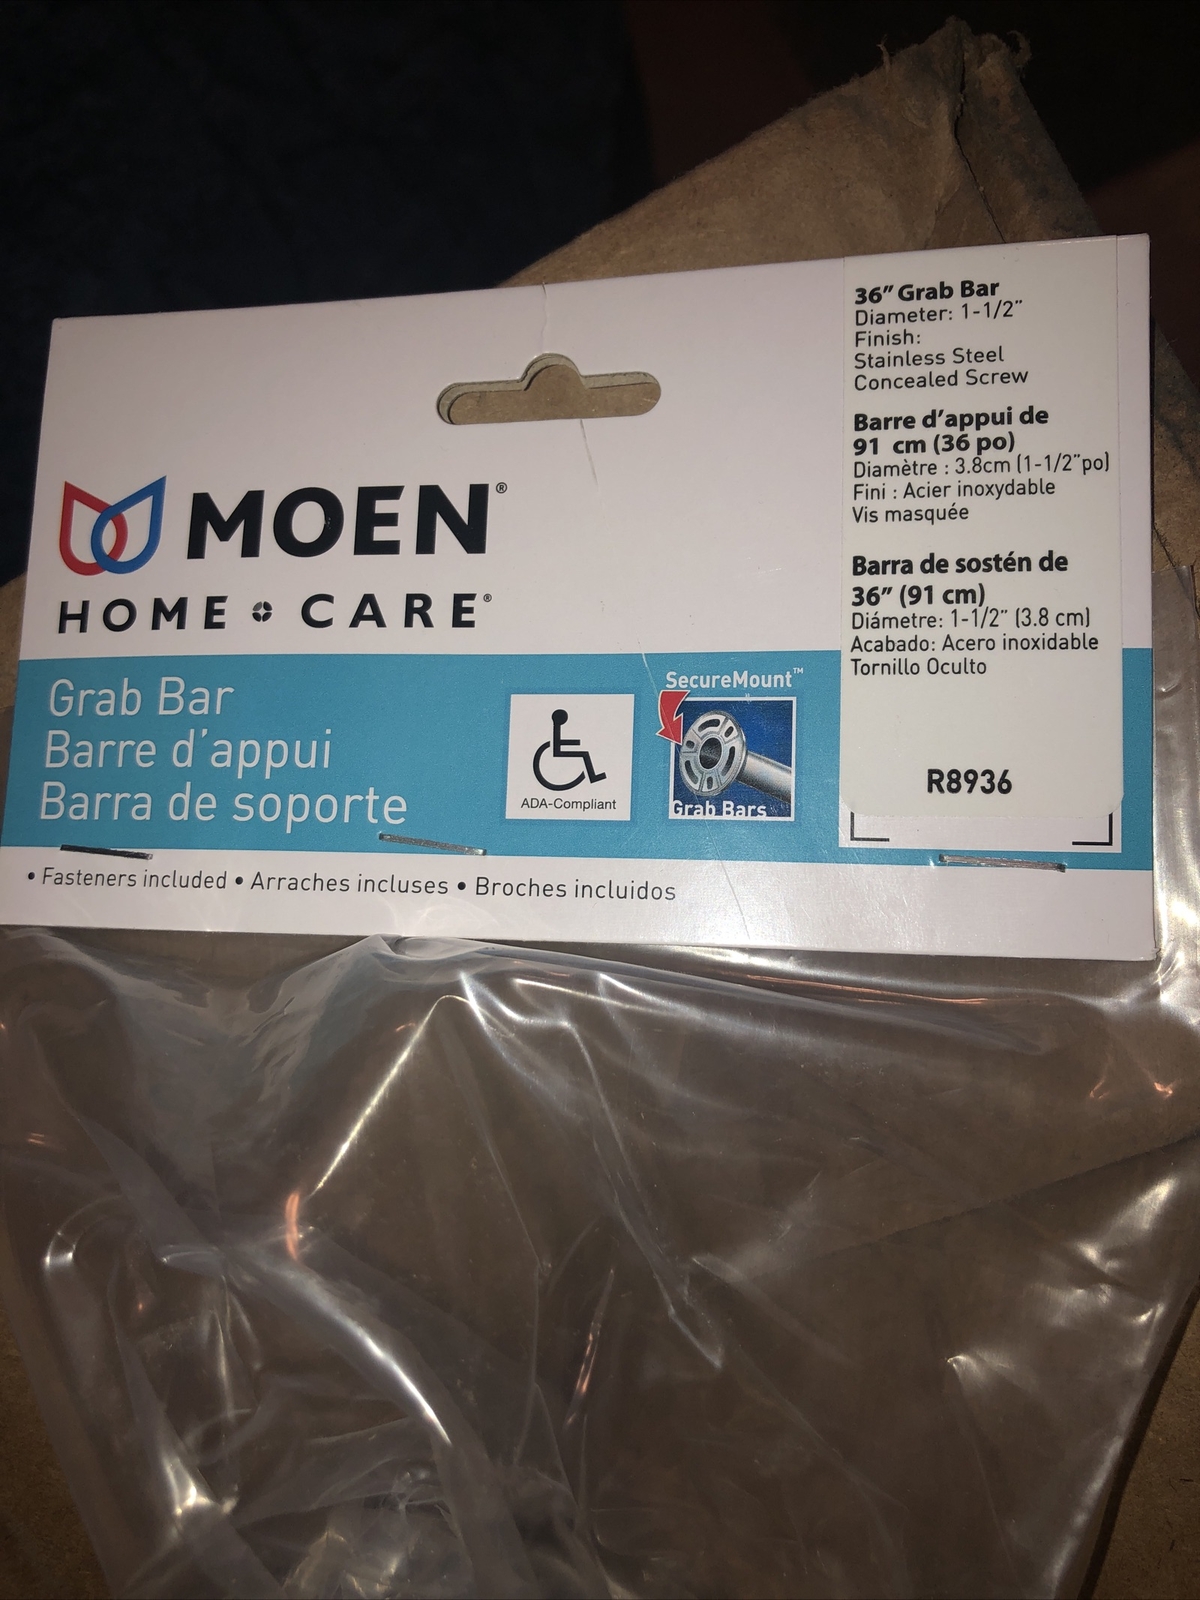 36” Grab Bar
Diameter: 1-1/2”
Finish:
Stainless Steel
Concealed Screw
Barre d’appui de
91 cm (36 po)
Diamètre : 3.8cm (1-1/2”po)
Fini : Acier inoxydable
Vis masquée
Barra de sostén de
36” (91 cm)
Diámetre: 1-1/2” (3.8 cm)
Acabado: Acero inoxidable
Tornillo Oculto
R8936
MOEN®
HOME CARE®
Grab Bar
Barre d’appui
Barra de soporte
ADA-Compliant
SecureMount™
Grab Bars
• Fasteners included • Arraches incluses • Broches incluidos